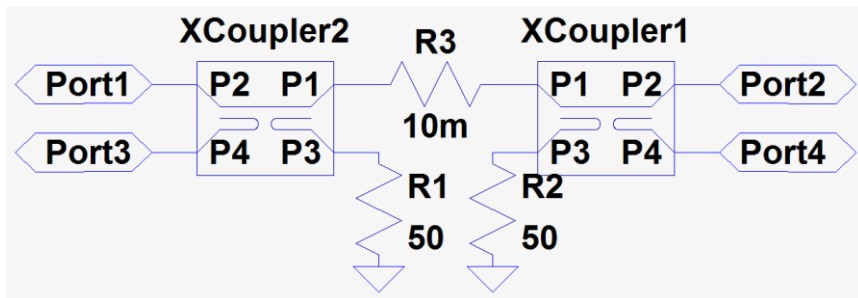 XCoupler2
R3
XCoupler1
Port1
P2
P1
P1
P2
Port2
10m
Port3
P4
P3
P3
P4
Port4
R1
R2
50
50